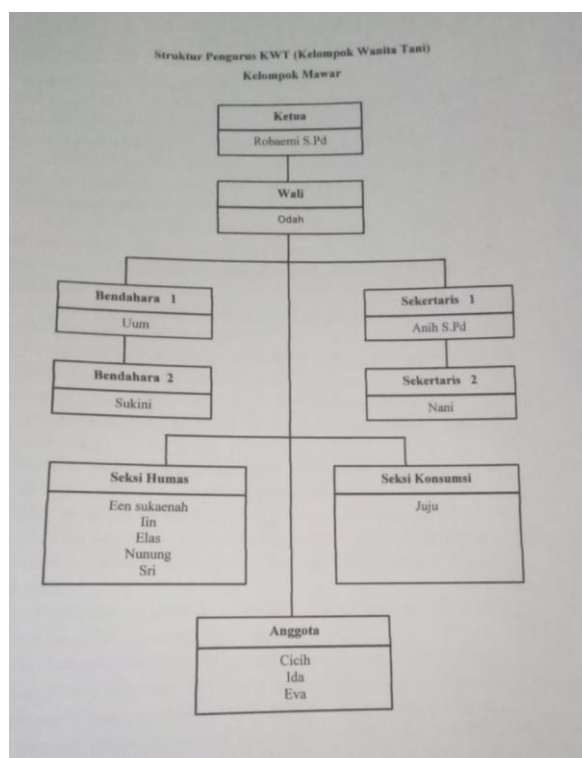 Struktur Pengurus KWT (Kelompok Wanita Tani)
Kelompok Mawar
Ketua
Rohaemi S.Pd
Wali
Odah
Bendahara 1
Uum
Sekertaris 1
Anih S.Pd
Bendahara 2
Sukini
Sekertaris 2
Nani
Seksi Humas
Een sukaenah
Iin
Elas
Nunung
Sri
Seksi Konsumsi
Juju
Anggota
Cicih
Ida
Eva